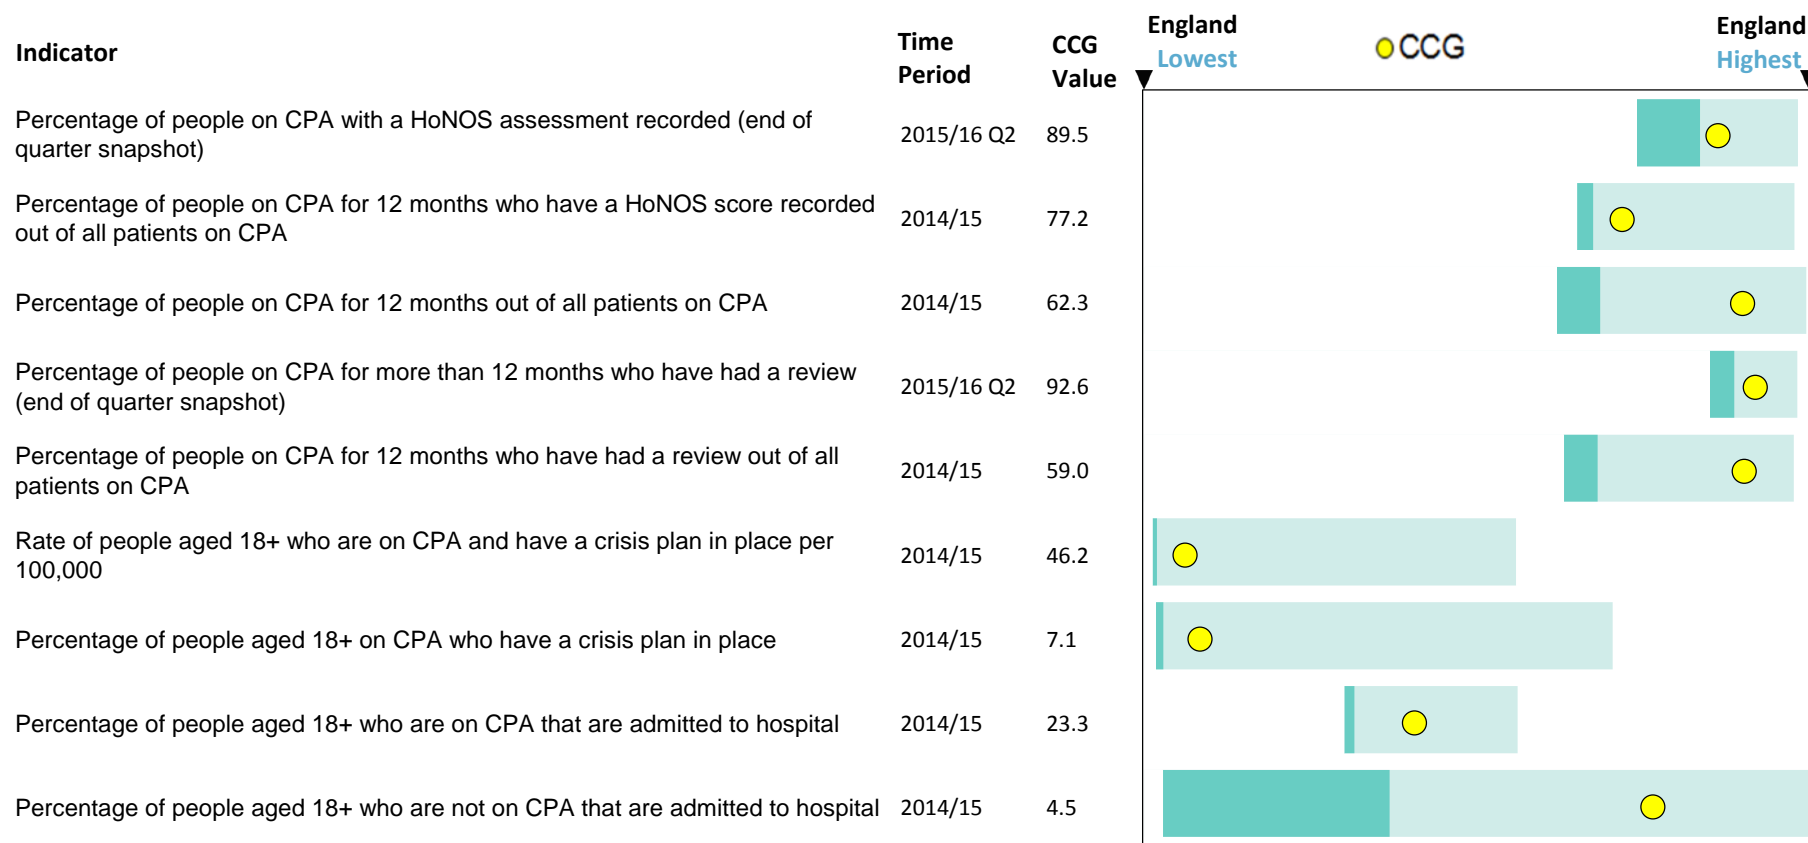 Indicator
Time
Period
CCG
Value
England
Lowest
CCG
England
Highest
Percentage of people on CPA with a HoNOS assessment recorded (end of
quarter snapshot)
2015/16 Q2
89.5
Percentage of people on CPA for 12 months who have a HoNOS score recorded
out of all patients on CPA
2014/15
77.2
Percentage of people on CPA for 12 months out of all patients on CPA
2014/15
62.3
Percentage of people on CPA for more than 12 months who have had a review
(end of quarter snapshot)
2015/16 Q2
92.6
Percentage of people on CPA for 12 months who have had a review out of all
patients on CPA
2014/15
59.0
Rate of people aged 18+ who are on CPA and have a crisis plan in place per
100,000
2014/15
46.2
Percentage of people aged 18+ on CPA who have a crisis plan in place
2014/15
7.1
Percentage of people aged 18+ who are on CPA that are admitted to hospital
2014/15
23.3
Percentage of people aged 18+ who are not on CPA that are admitted to hospital
2014/15
4.5